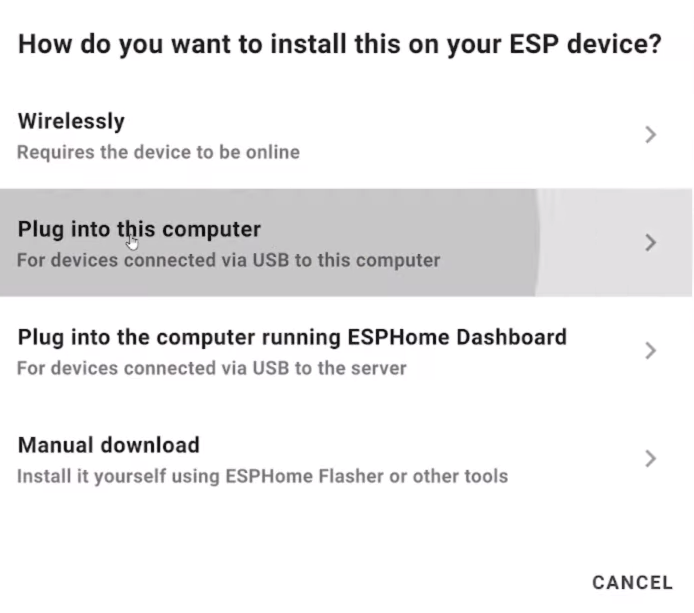 How do you want to install this on your ESP device?
Wirelessly
Requires the device to be online
Plug into this computer
For devices connected via USB to this computer
Plug into the computer running ESPHome Dashboard
For devices connected via USB to the server
Manual download
Install it yourself using ESPHome Flasher or other tools
CANCEL